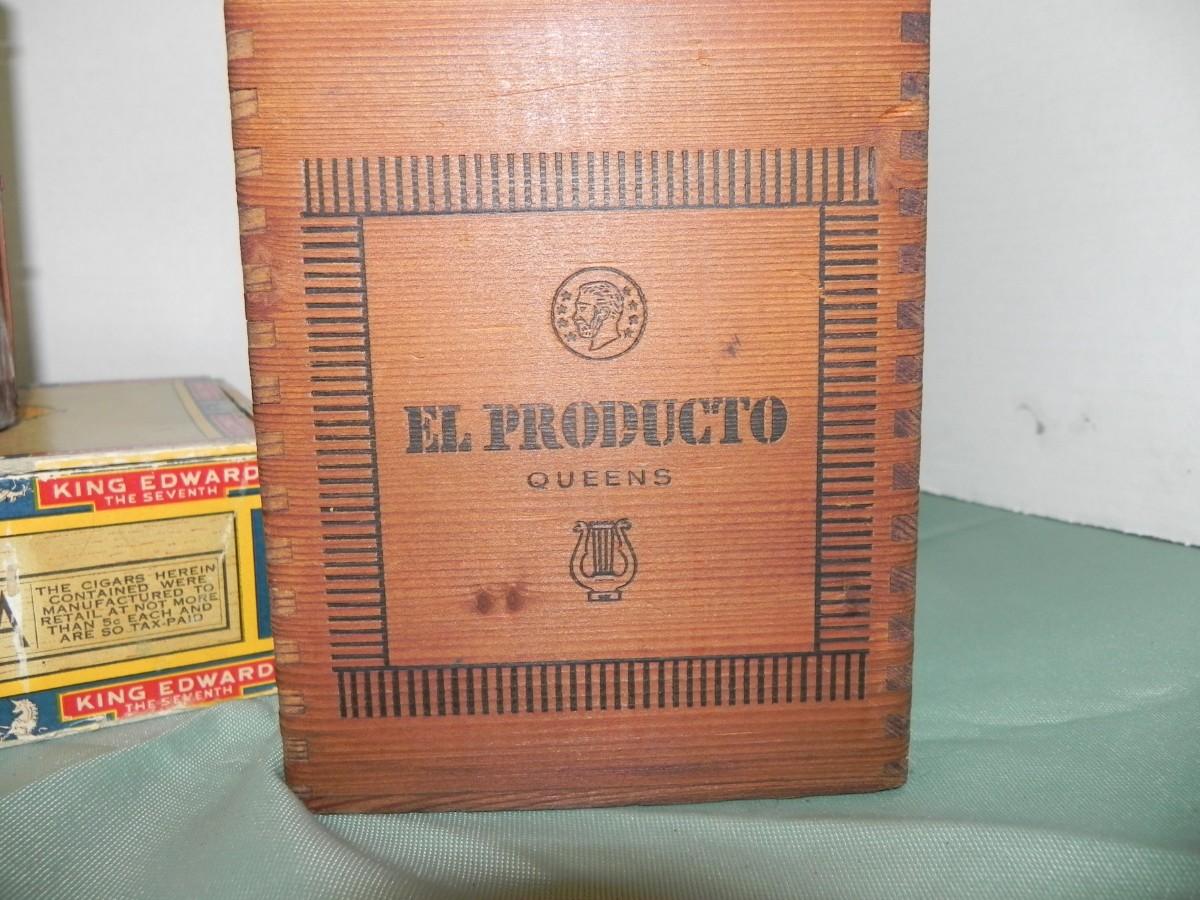 EL PRODUCTO
QUEENS
KING EDWARD
THE SEVENTH
THE CIGARS HEREIN
CONTAINED WERE
MANUFACTURED TO
RETAIL AT NOT MORE
THAN 5c EACH AND
ARE SO TAX-PAID
KING EDWARD
THE SEVENTH